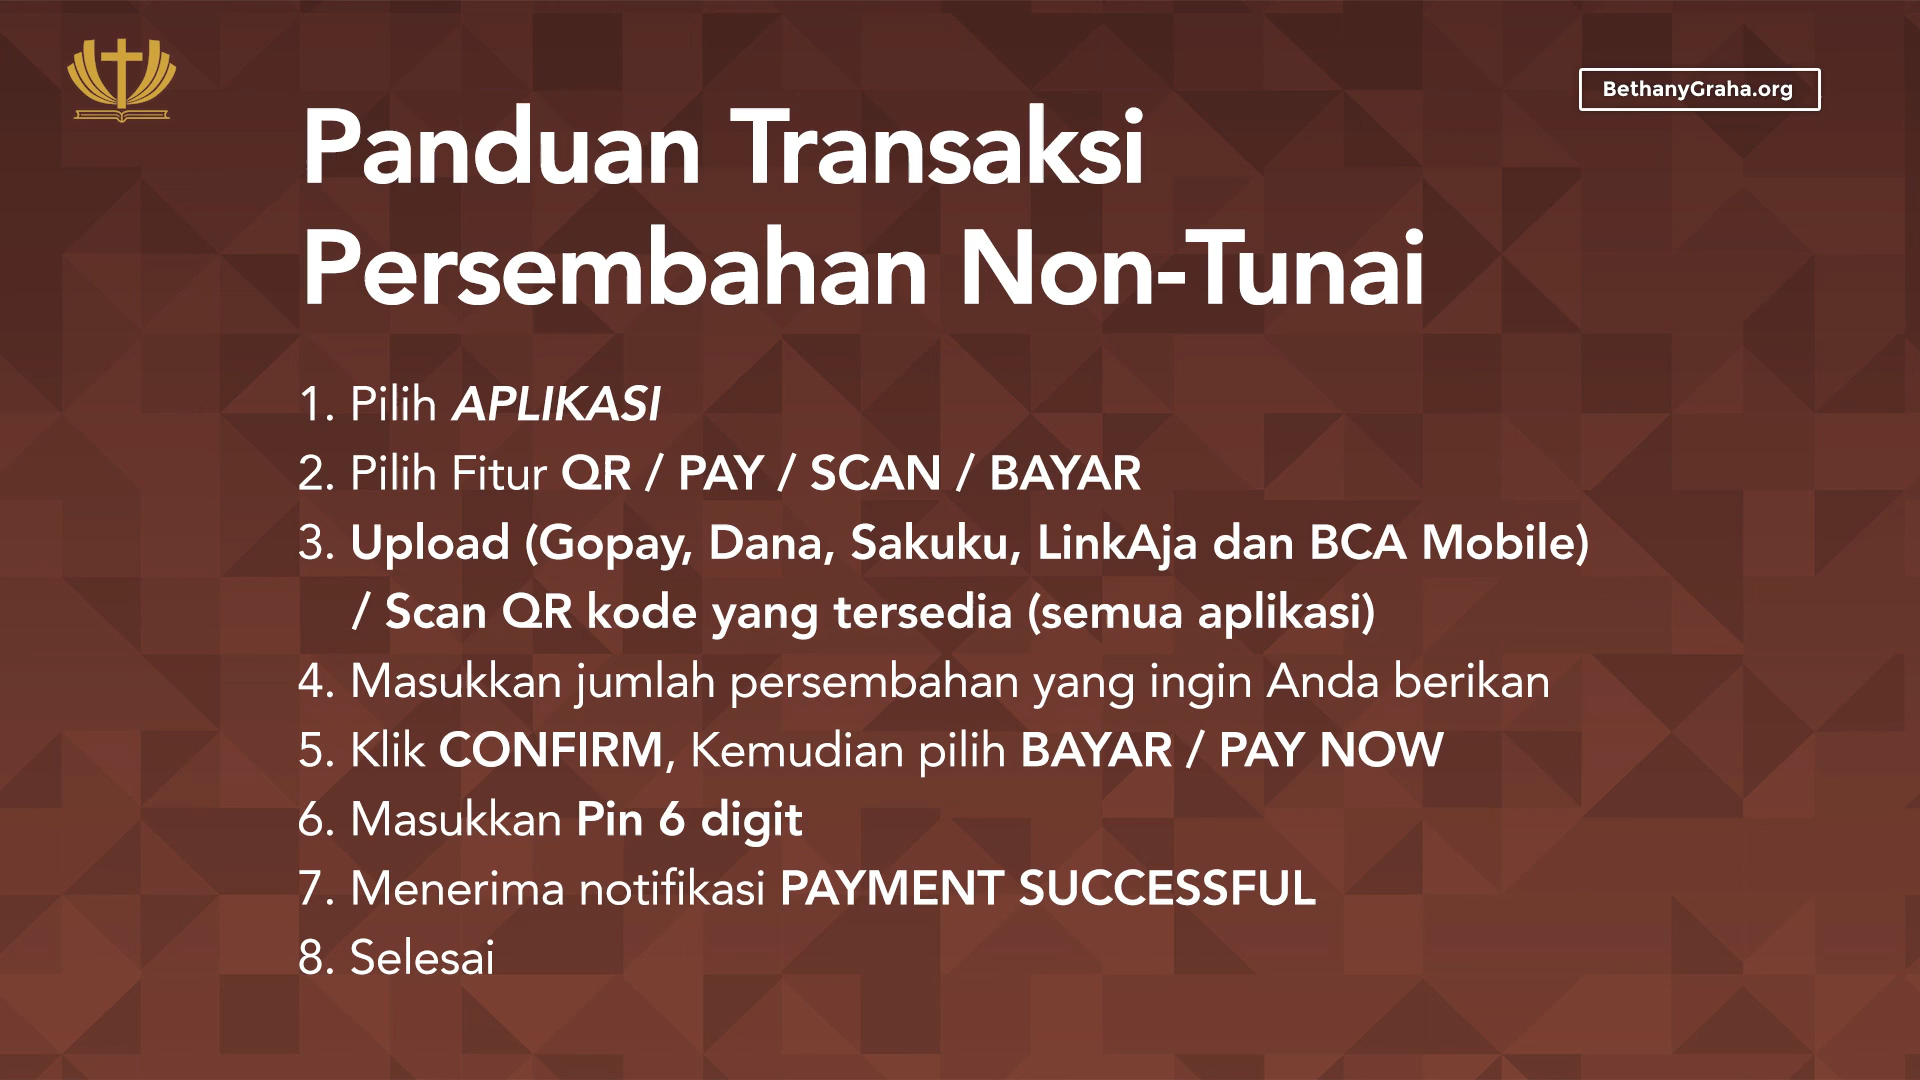 BethanyGraha.org
Panduan Transaksi
Persembahan Non-Tunai
1. Pilih APLIKASI
2. Pilih Fitur QR / PAY / SCAN / BAYAR
3. Upload (Gopay, Dana, Sakuku, LinkAja dan BCA Mobile)
/ Scan QR kode yang tersedia (semua aplikasi)
4. Masukkan jumlah persembahan yang ingin Anda berikan
5. Klik CONFIRM, Kemudian pilih BAYAR / PAY NOW
6. Masukkan Pin 6 digit
7. Menerima notifikasi PAYMENT SUCCESSFUL
8. Selesai